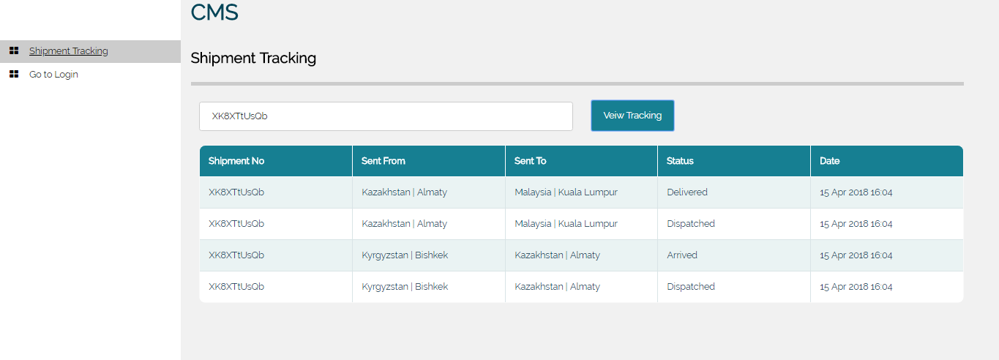 CMS
Shipment Tracking
Go to Login
Shipment Tracking
XK8XTtUsQb Veiw Tracking
Shipment No Sent From Sent To Status Date
XK8XTtUsQb Kazakhstan | Almaty Malaysia | Kuala Lumpur Delivered 15 Apr 2018 16:04
XK8XTtUsQb Kazakhstan | Almaty Malaysia | Kuala Lumpur Dispatched 15 Apr 2018 16:04
XK8XTtUsQb Kyrgyzstan | Bishkek Kazakhstan | Almaty Arrived 15 Apr 2018 16:04
XK8XTtUsQb Kyrgyzstan | Bishkek Kazakhstan | Almaty Dispatched 15 Apr 2018 16:04